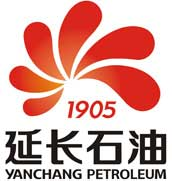 1905
延长石油
YANCHANG PETROLEUM